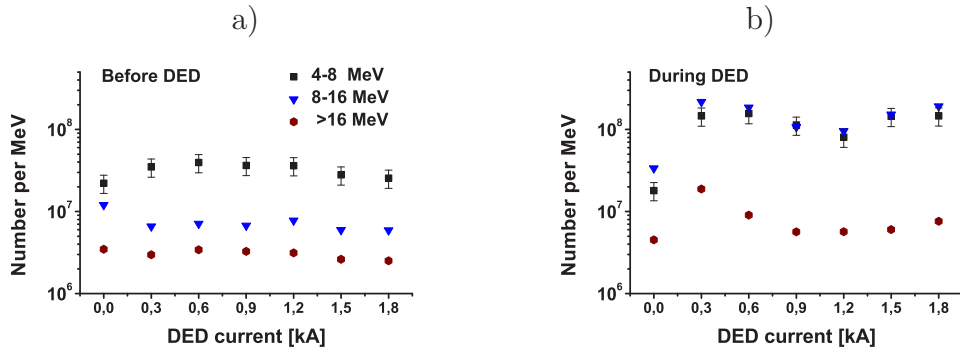 a)
Before DED
4-8 MeV
8-16 MeV
>16 MeV
Number per MeV
10^8
10^7
10^6
0,0 0,3 0,6 0,9 1,2 1,5 1,8
DED current [kA]
b)
During DED
Number per MeV
10^8
10^7
10^6
0,0 0,3 0,6 0,9 1,2 1,5 1,8
DED current [kA]